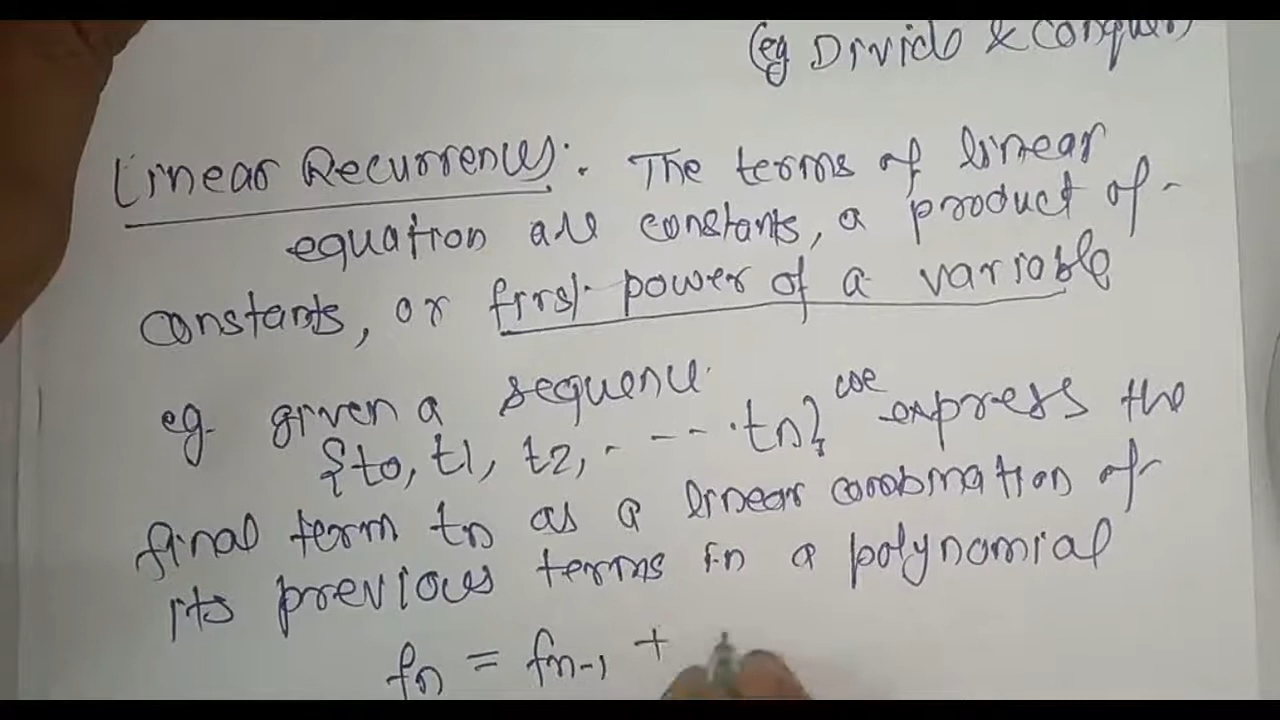 (eg Divide & Conquer)
Linear Recurrences:. The terms of linear
equation are constants, a product of
constants, or first power of a variable
eg. given a sequence
{t0, t1, t2, - - - - . tn} we express the
final term tn as a linear combination of
its previous terms in a polynomial
fn = fn-1 +